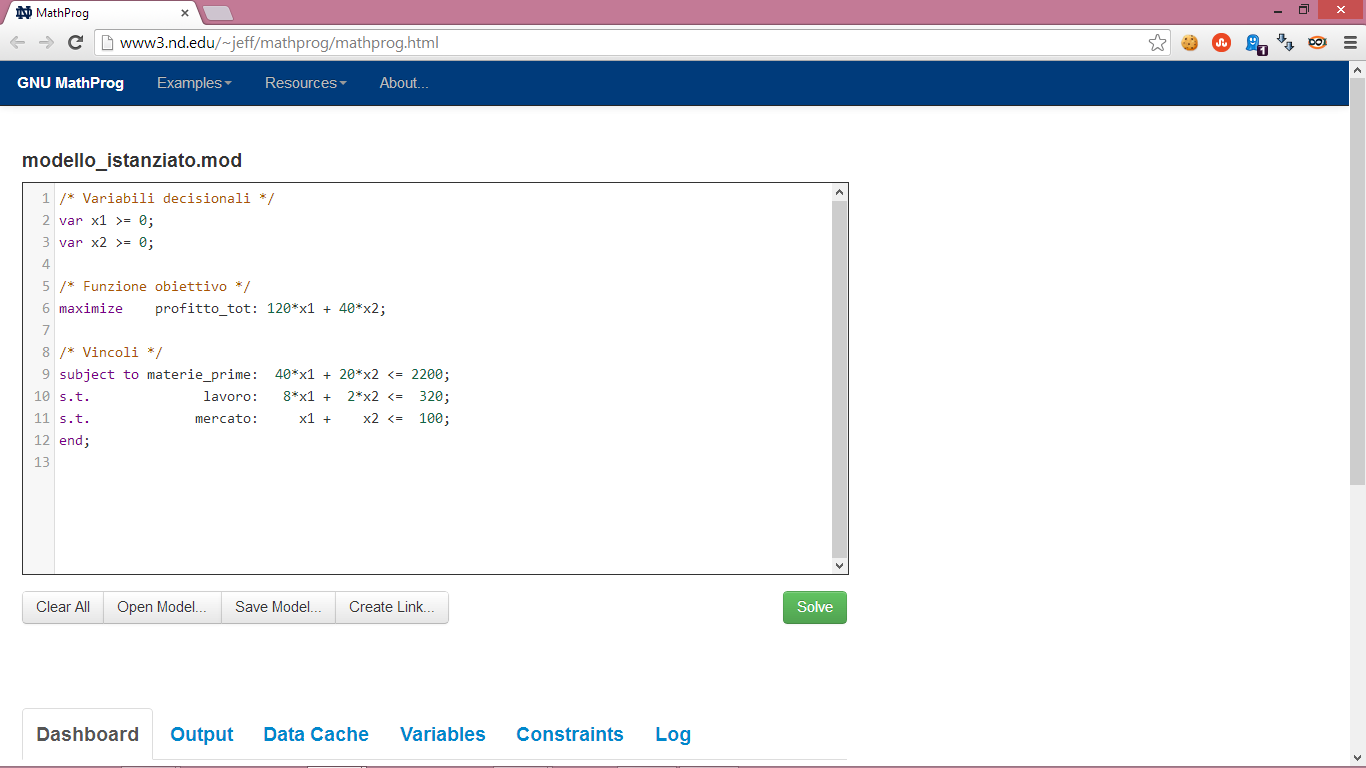 MathProg
www3.nd.edu/~jeff/mathprog/mathprog.html
1
GNU MathProg Examples Resources About...
modello_istanziato.mod
1 /* Variabili decisionali */
2 var x1 >= 0;
3 var x2 >= 0;
4
5 /* Funzione obiettivo */
6 maximize    profitto_tot: 120*x1 + 40*x2;
7
8 /* Vincoli */
9 subject to materie_prime:  40*x1 + 20*x2 <= 2200;
10 s.t.              lavoro:   8*x1 +  2*x2 <=  320;
11 s.t.             mercato:     x1 +    x2 <=  100;
12 end;
13
Clear All Open Model... Save Model... Create Link... Solve
Dashboard Output Data Cache Variables Constraints Log